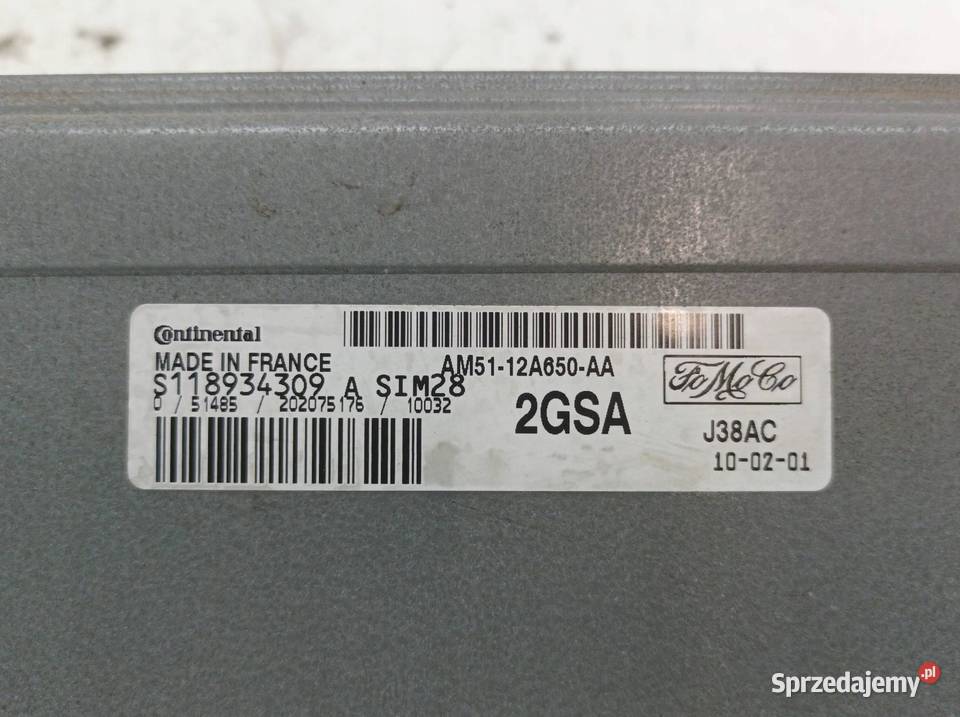 Continental
MADE IN FRANCE
AM51-12A650-AA
FoMoCo
S118934309 A SIM28
0 / 51485 / 202075176 / 10032
2GSA
J38AC
10-02-01
Sprzedajemy.pl